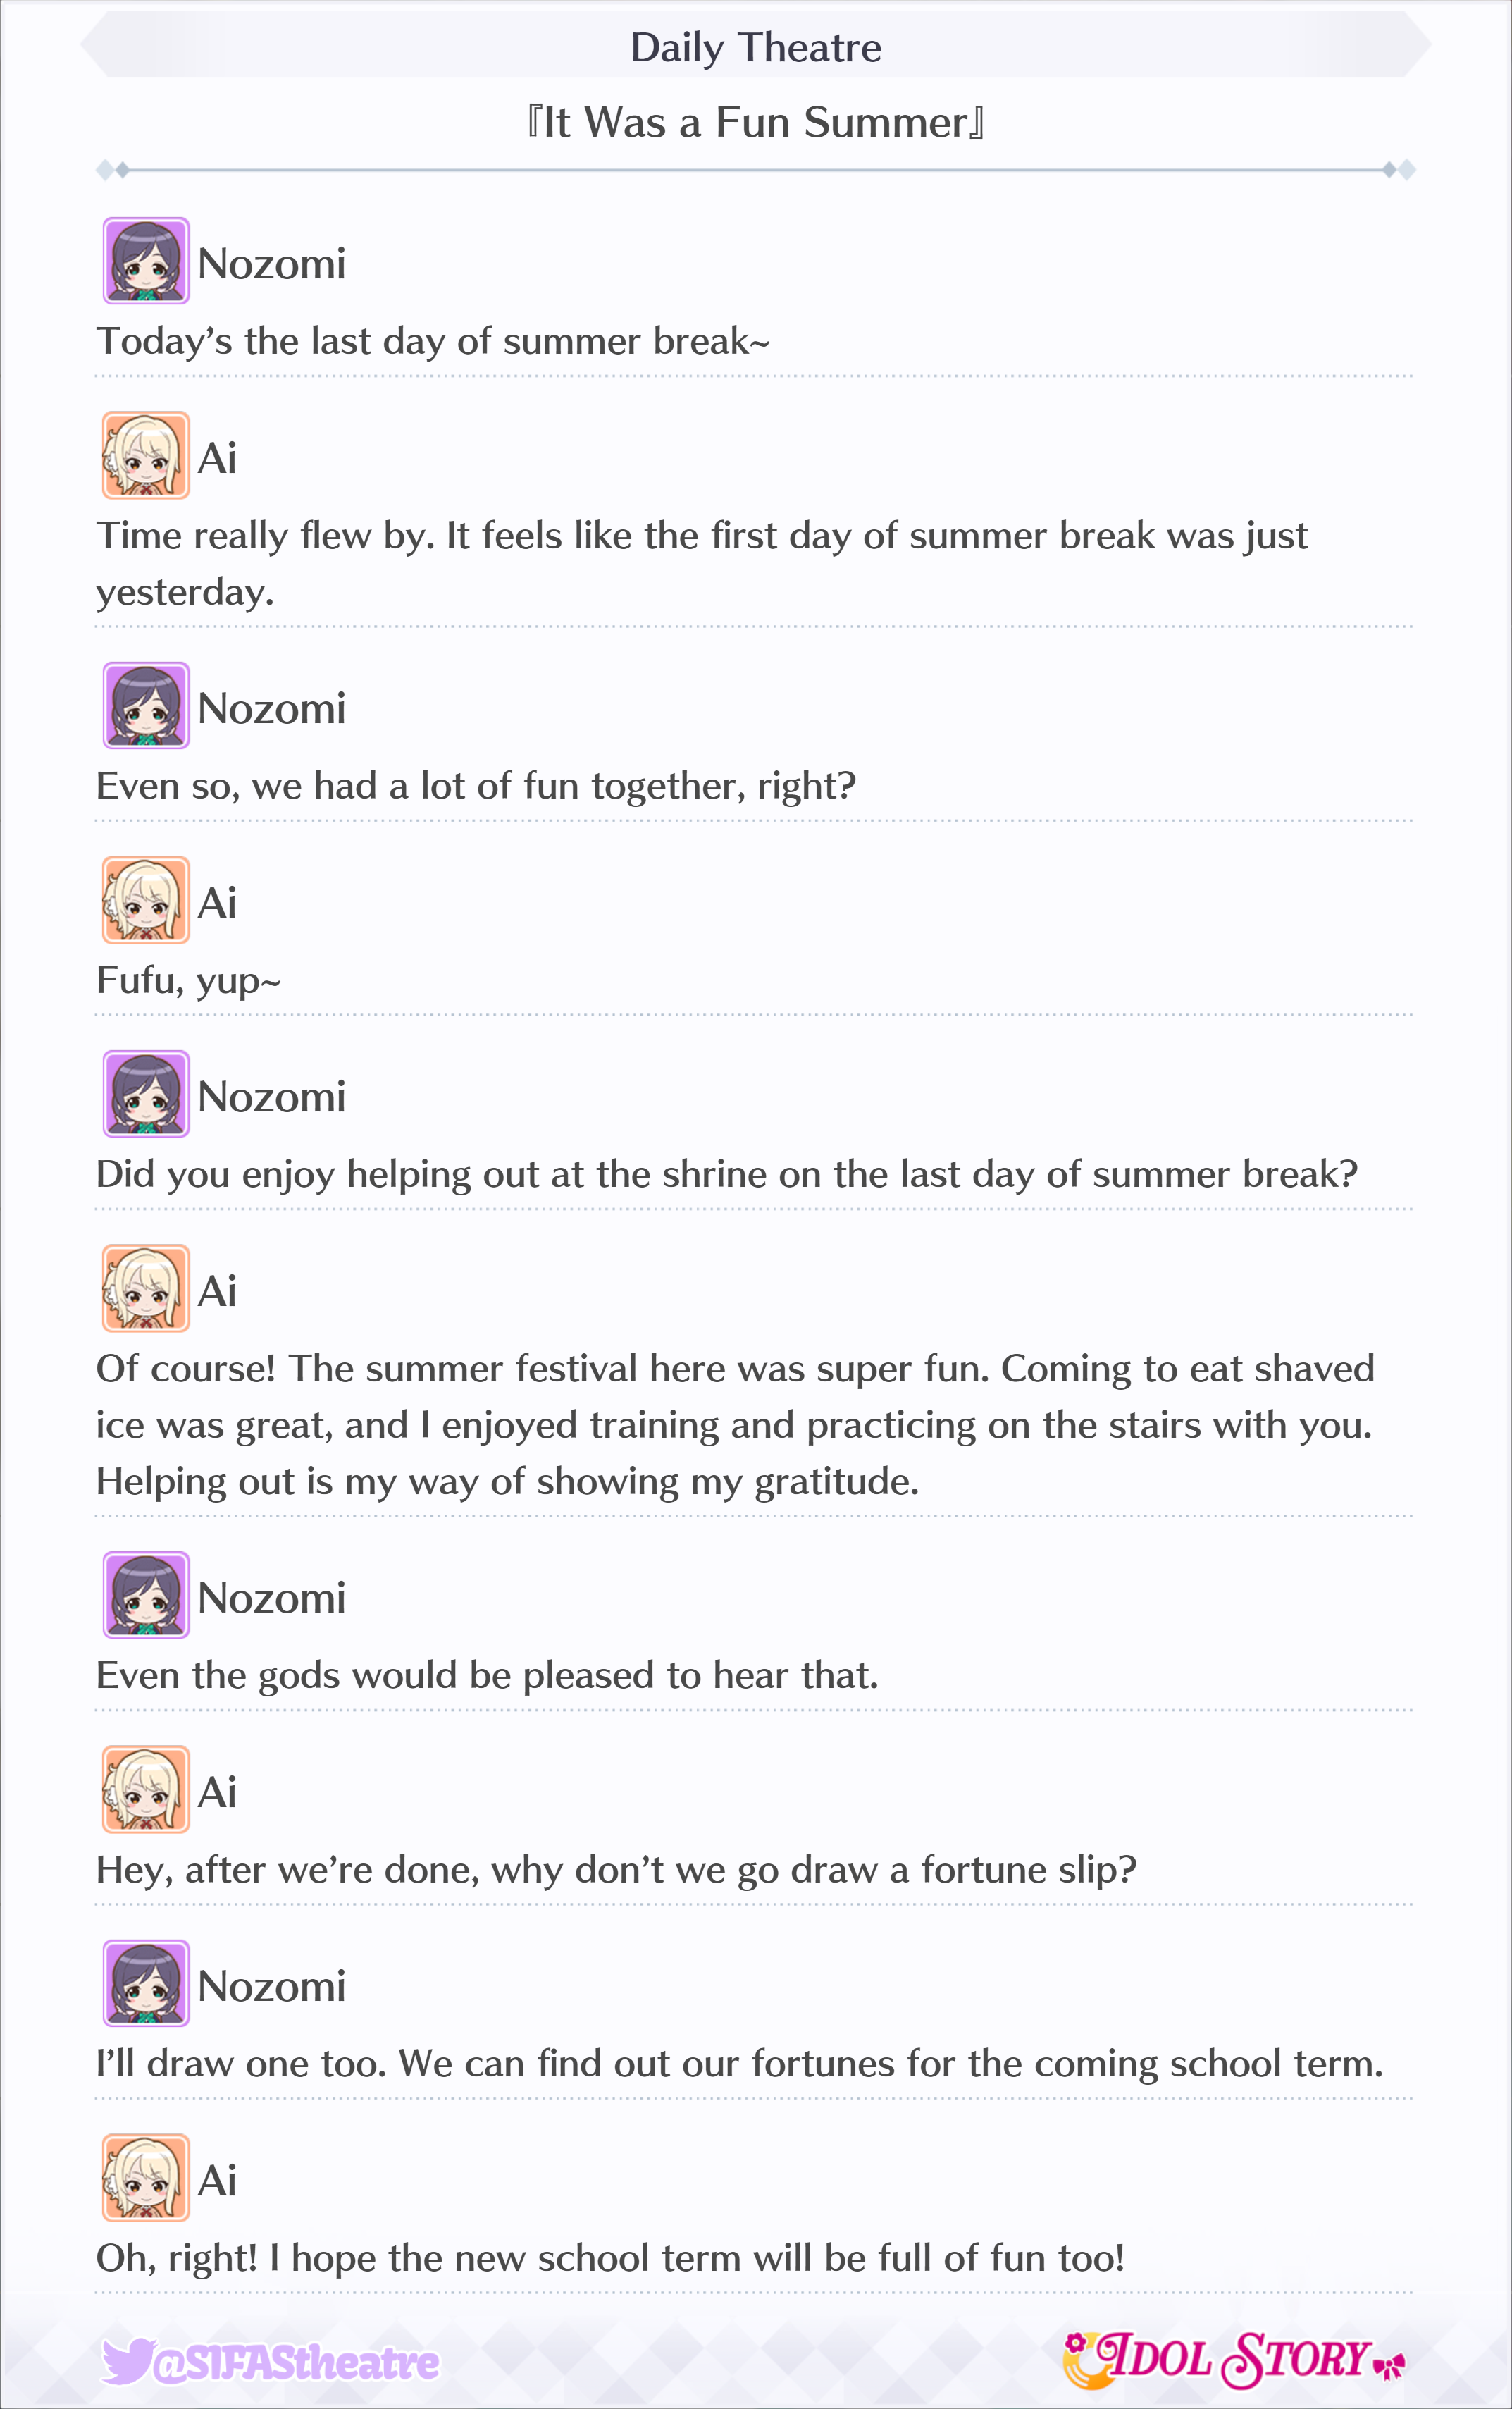 Daily Theatre
『It Was a Fun Summer』
Nozomi
Today’s the last day of summer break~
Ai
Time really flew by. It feels like the first day of summer break was just
yesterday.
Nozomi
Even so, we had a lot of fun together, right?
Ai
Fufu, yup~
Nozomi
Did you enjoy helping out at the shrine on the last day of summer break?
Ai
Of course! The summer festival here was super fun. Coming to eat shaved
ice was great, and I enjoyed training and practicing on the stairs with you.
Helping out is my way of showing my gratitude.
Nozomi
Even the gods would be pleased to hear that.
Ai
Hey, after we’re done, why don’t we go draw a fortune slip?
Nozomi
I’ll draw one too. We can find out our fortunes for the coming school term.
Ai
Oh, right! I hope the new school term will be full of fun too!
@SIFAStheatre
IDOL STORY